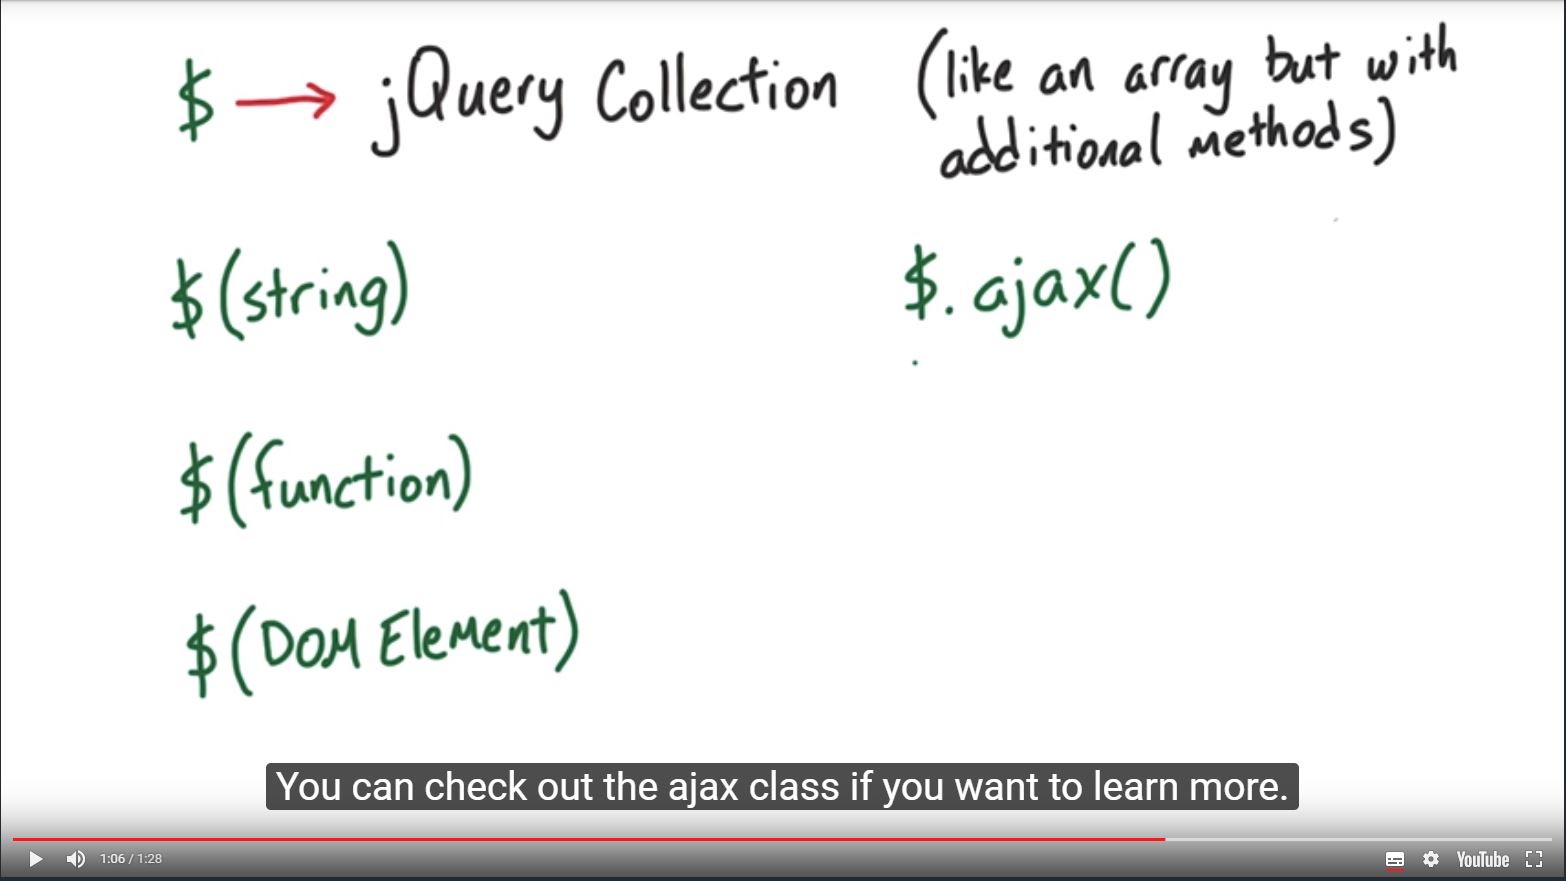 $ → jQuery Collection (like an array but with
additional methods)
$(string)
$.ajax()
$(function)
$(DOM Element)
You can check out the ajax class if you want to learn more.
1:06 / 1:28
YouTube